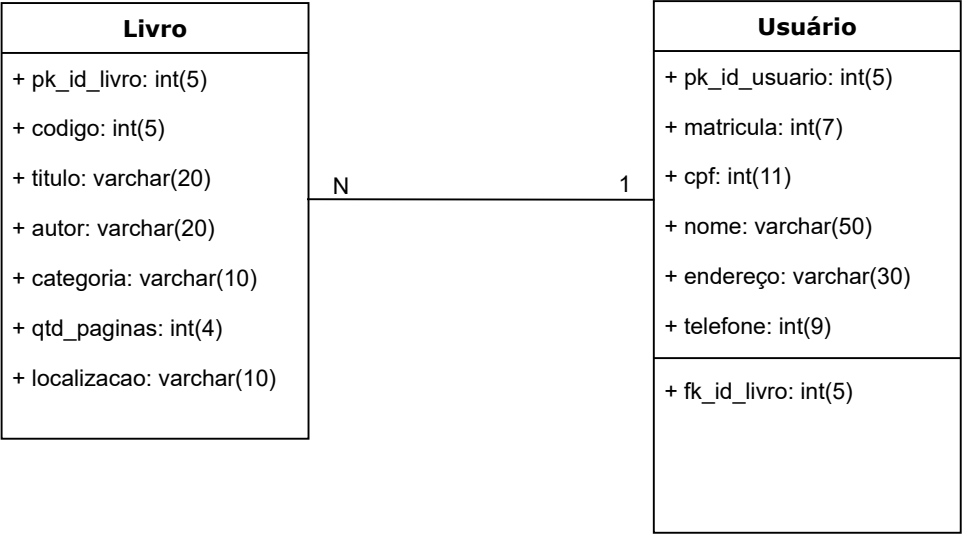 Livro
+ pk_id_livro: int(5)
+ codigo: int(5)
+ titulo: varchar(20)
+ autor: varchar(20)
+ categoria: varchar(10)
+ qtd_paginas: int(4)
+ localizacao: varchar(10)
N
1
Usuário
+ pk_id_usuario: int(5)
+ matricula: int(7)
+ cpf: int(11)
+ nome: varchar(50)
+ endereço: varchar(30)
+ telefone: int(9)
+ fk_id_livro: int(5)